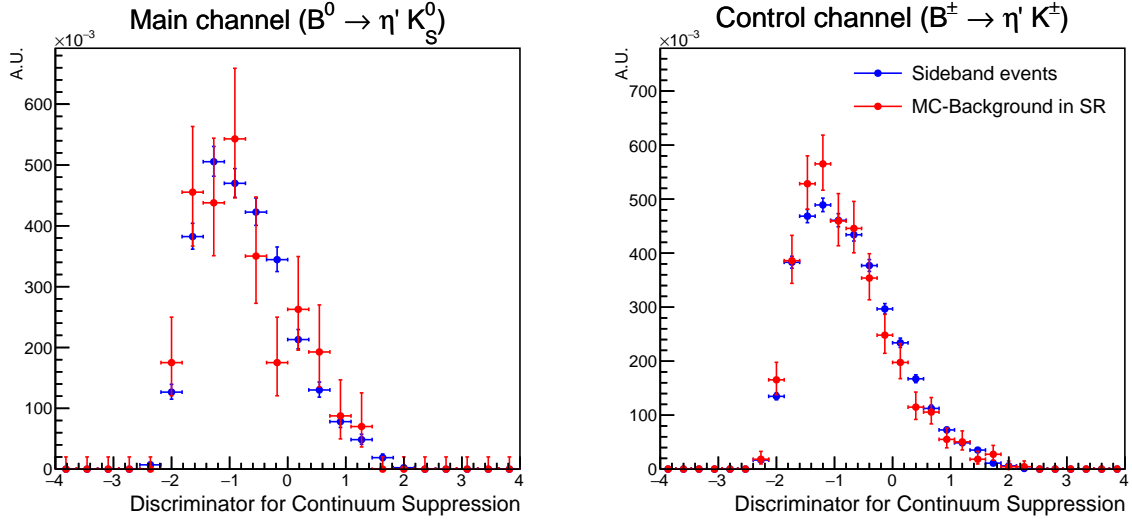 Main channel (B⁰ → η' K⁰_S)
×10⁻³
A.U.
600
500
400
300
200
100
0
−4 −3 −2 −1 0 1 2 3 4
Discriminator for Continuum Suppression
Control channel (B± → η' K±)
×10⁻³
A.U.
Sideband events
MC-Background in SR
700
600
500
400
300
200
100
0
−4 −3 −2 −1 0 1 2 3 4
Discriminator for Continuum Suppression